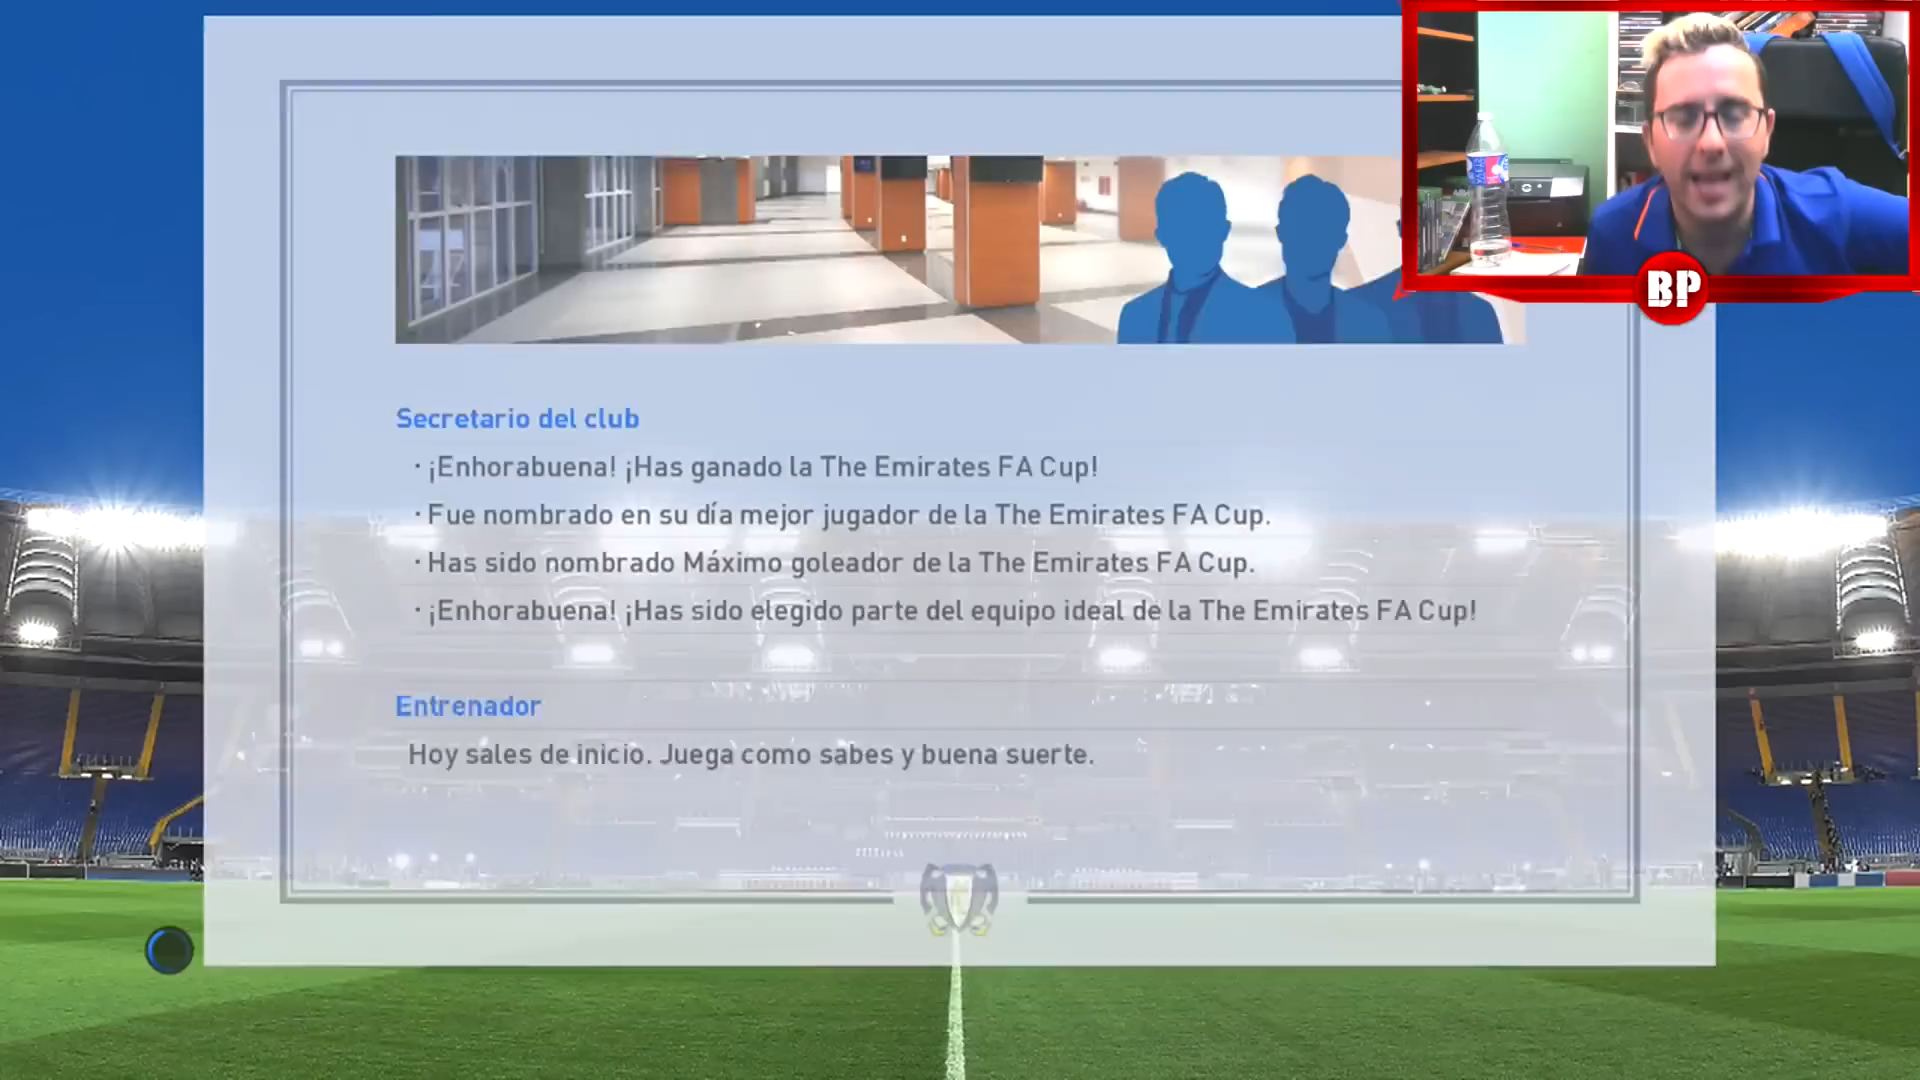 BP
Secretario del club
· ¡Enhorabuena! ¡Has ganado la The Emirates FA Cup!
· Fue nombrado en su día mejor jugador de la The Emirates FA Cup.
· Has sido nombrado Máximo goleador de la The Emirates FA Cup.
· ¡Enhorabuena! ¡Has sido elegido parte del equipo ideal de la The Emirates FA Cup!
Entrenador
Hoy sales de inicio. Juega como sabes y buena suerte.